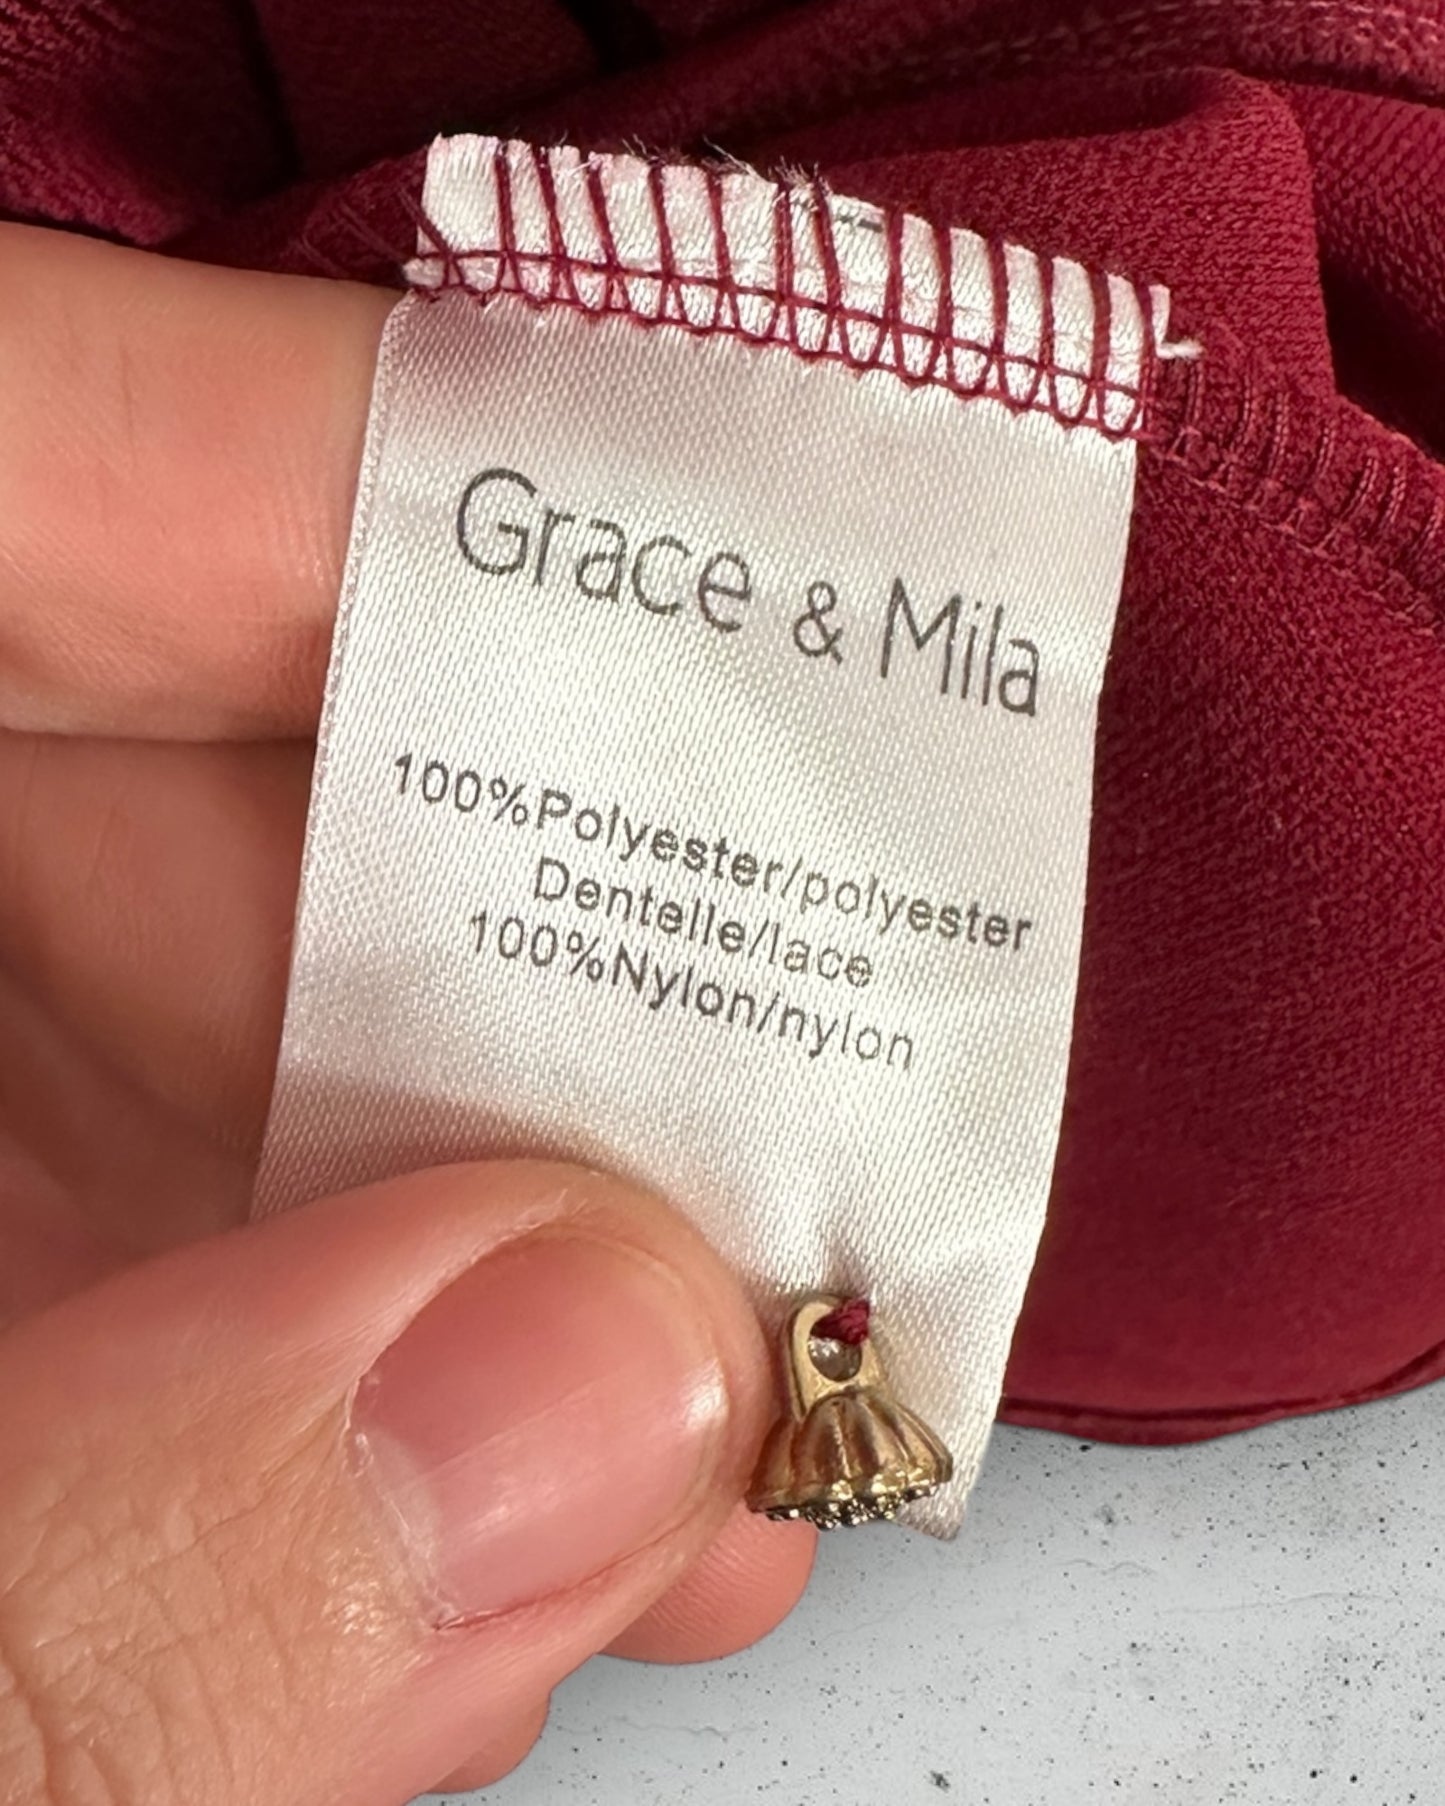 Grace & Mila
100%Polyester/polyester
Dentelle/lace
100%Nylon/nylon